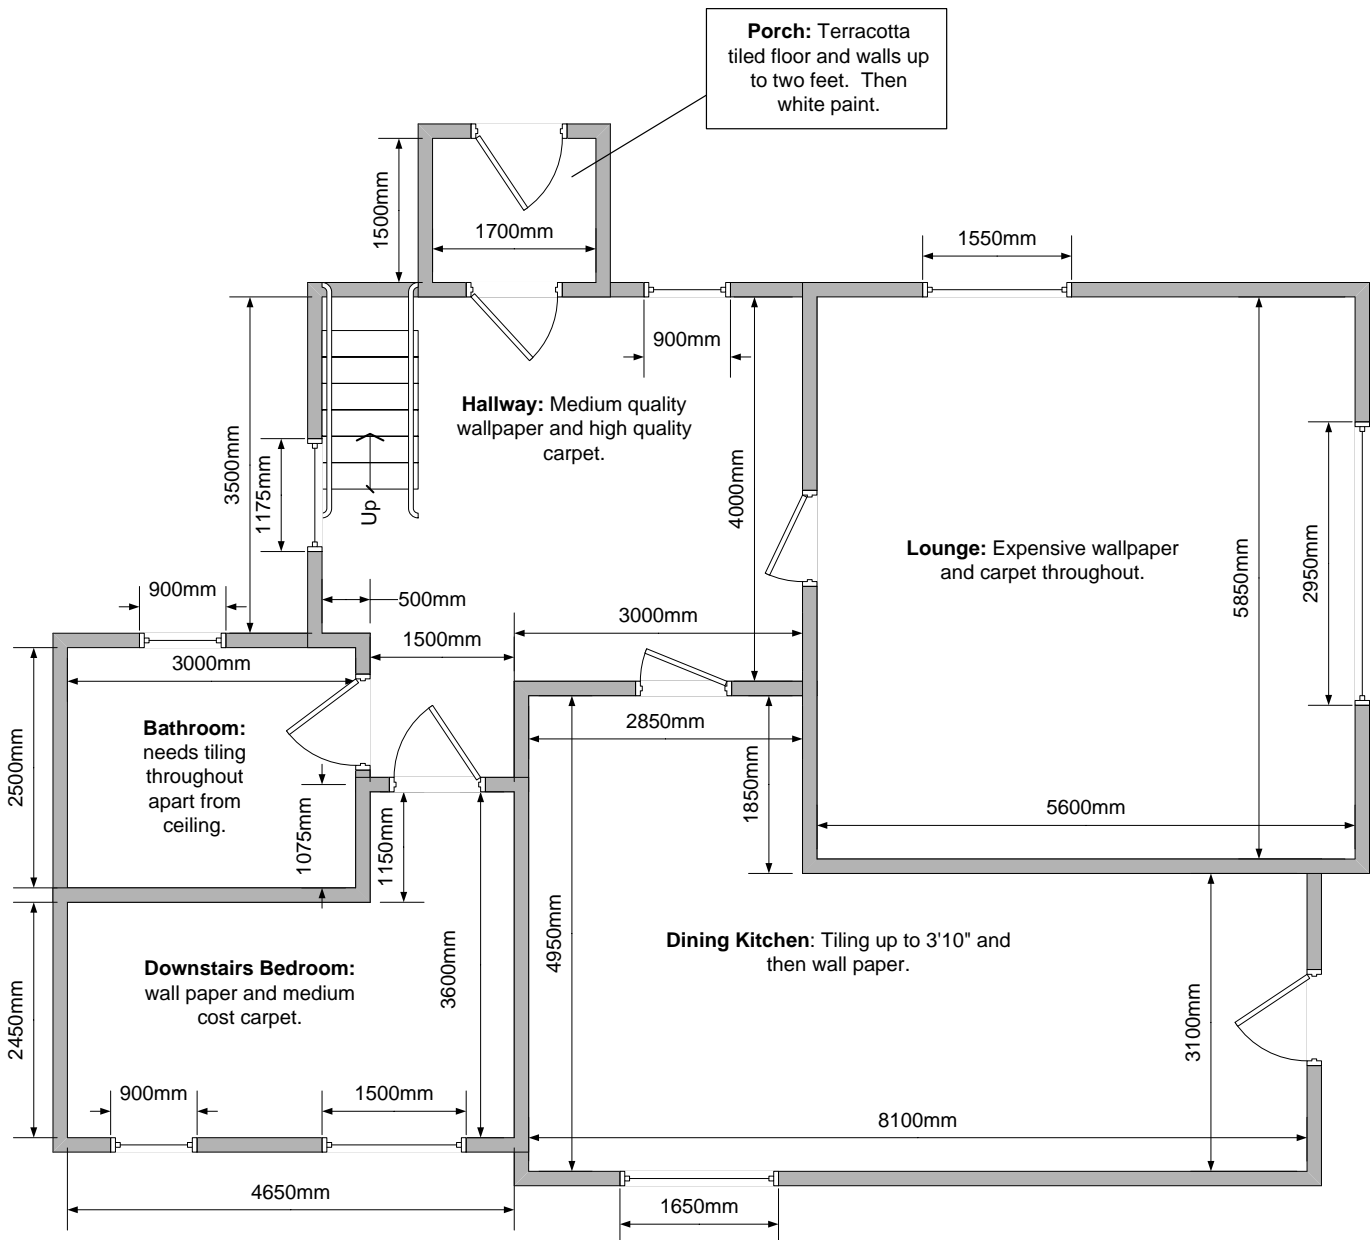 Porch: Terracotta
tiled floor and walls up
to two feet. Then
white paint.
1500mm
1700mm
1550mm
900mm
Hallway: Medium quality
wallpaper and high quality
carpet.
3500mm
1175mm
Up
4000mm
Lounge: Expensive wallpaper
and carpet throughout.
5850mm
2950mm
900mm
500mm
1500mm
3000mm
3000mm
Bathroom:
needs tiling
throughout
apart from
ceiling.
2500mm
1075mm
1150mm
2850mm
1850mm
5600mm
4950mm
Dining Kitchen: Tiling up to 3'10" and
then wall paper.
Downstairs Bedroom:
wall paper and medium
cost carpet.
2450mm
3600mm
3100mm
900mm
1500mm
8100mm
4650mm
1650mm